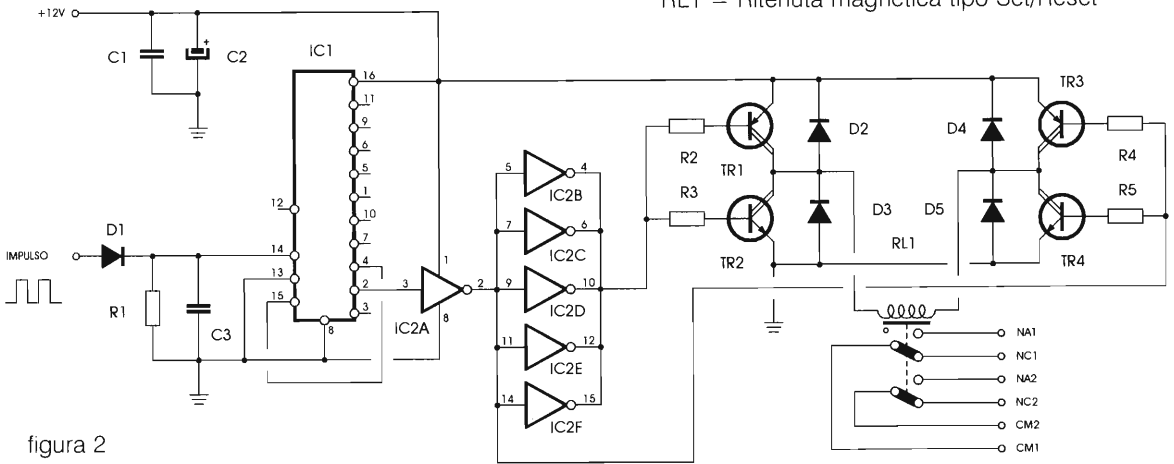 RL1 = Ritenuta magnetica tipo Set/Reset
+12V
C1
C2
+
IC1
16
11
9
6
5
1
10
7
4
2
3
12
14
13
15
8
IMPULSO
D1
R1
C3
IC2A
3
1
2
8
5
4
IC2B
7
6
IC2C
9
10
IC2D
11
12
IC2E
14
15
IC2F
R2
R3
TR1
TR2
D2
D3
D4
D5
RL1
TR3
TR4
R4
R5
NA1
NC1
NA2
NC2
CM2
CM1
figura 2